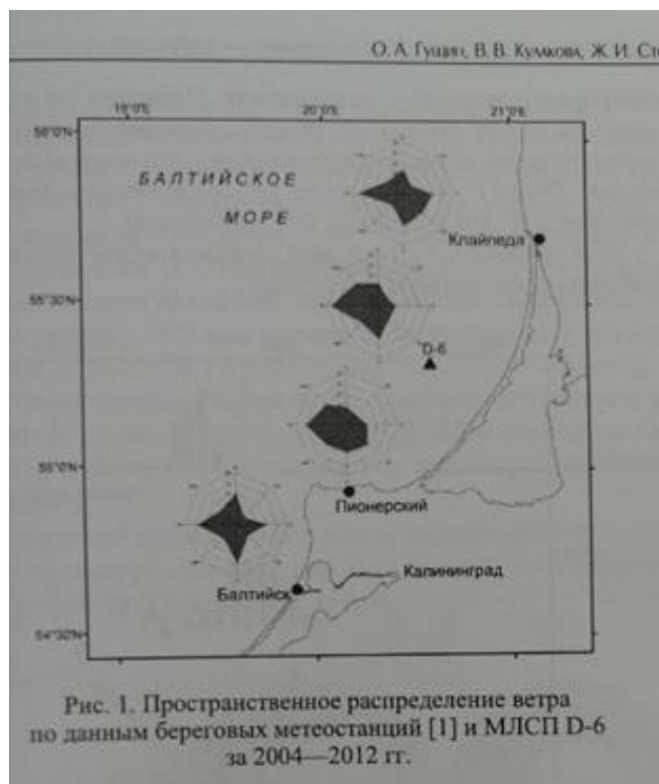 О. А. Гущин, В. В. Кулакова, Ж. И.
19°0'E 20°0'E 21°0'E
56°0'N
БАЛТИЙСКОЕ
МОРЕ
Клайпеда
55°30'N
D-6
55°0'N
Пионерский
Калининград
Балтийск
54°30'N
Рис. 1. Пространственное распределение ветра
по данным береговых метеостанций [1] и МЛСП D-6
за 2004—2012 гг.